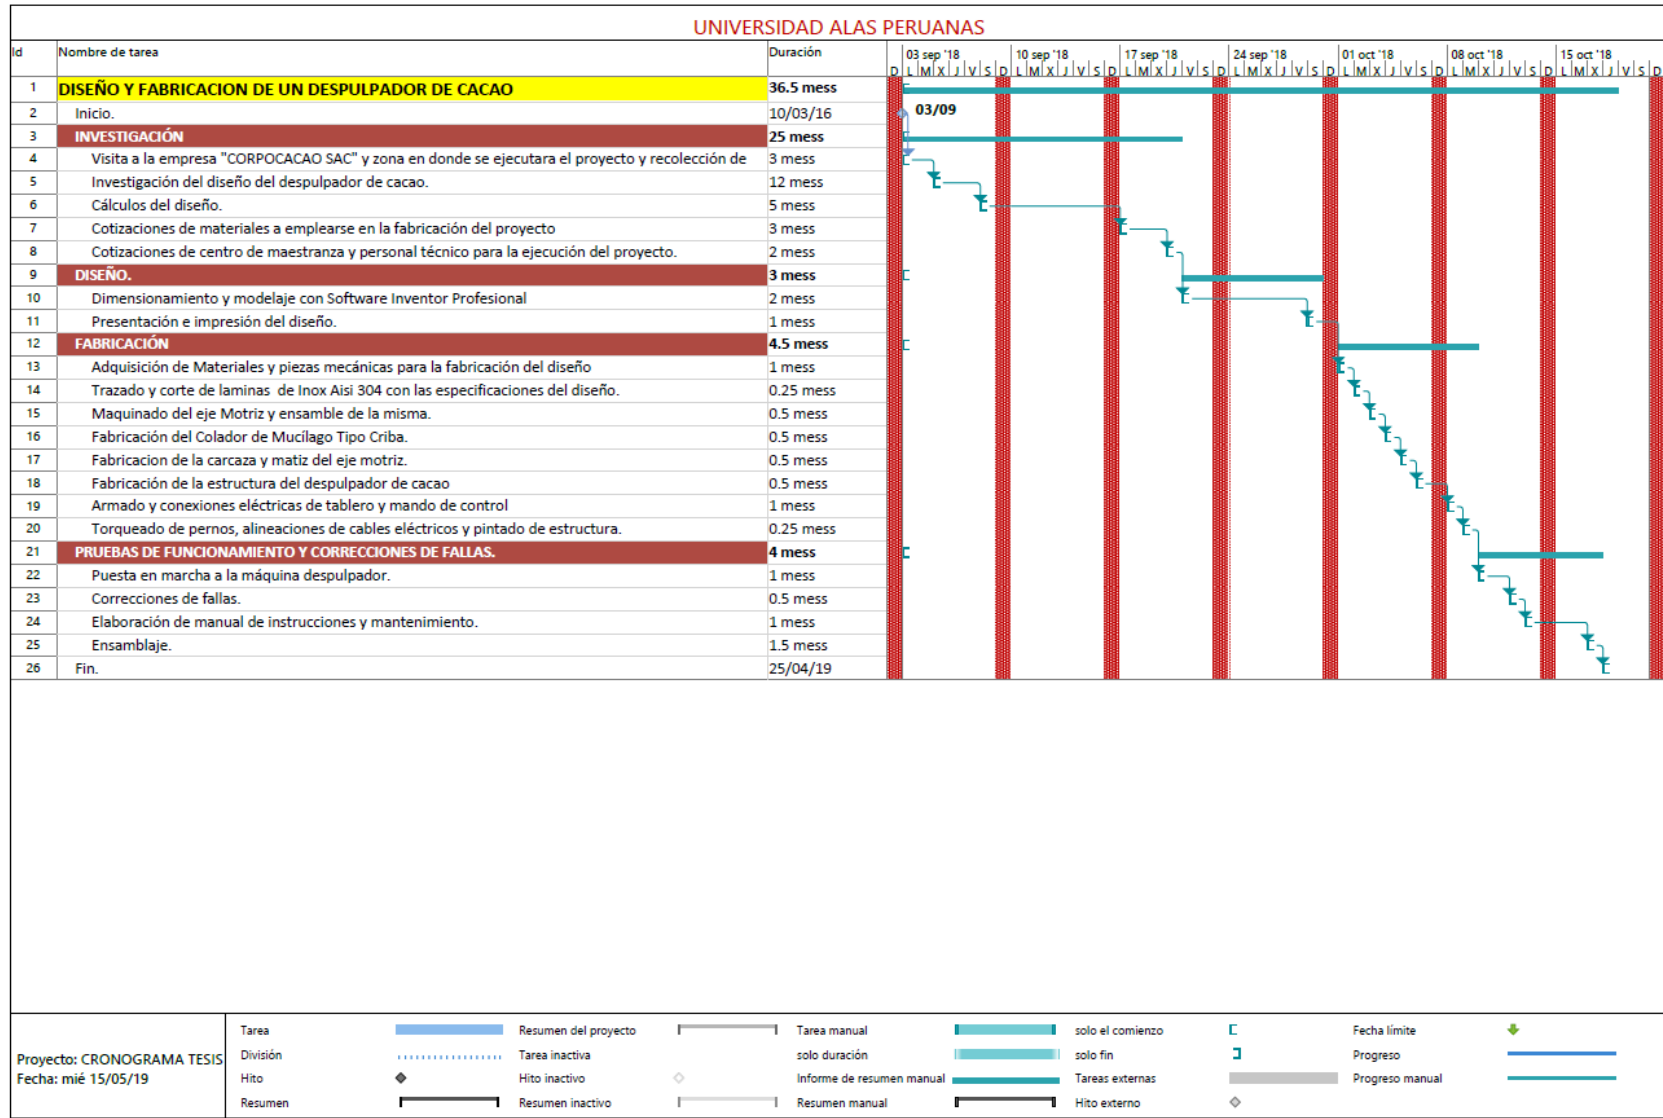 UNIVERSIDAD ALAS PERUANAS
Id Nombre de tarea Duración 03 sep '18 10 sep '18 17 sep '18 24 sep '18 01 oct '18 08 oct '18 15 oct '18
D L M X J V S D L M X J V S D L M X J V S D L M X J V S D L M X J V S D L M X J V S D L M X J V S D
1 DISEÑO Y FABRICACION DE UN DESPULPADOR DE CACAO 36.5 mess
2 Inicio. 10/03/16 03/09
3 INVESTIGACIÓN 25 mess
4 Visita a la empresa "CORPOCACAO SAC" y zona en donde se ejecutara el proyecto y recolección de 3 mess
5 Investigación del diseño del despulpador de cacao. 12 mess
6 Cálculos del diseño. 5 mess
7 Cotizaciones de materiales a emplearse en la fabricación del proyecto 3 mess
8 Cotizaciones de centro de maestranza y personal técnico para la ejecución del proyecto. 2 mess
9 DISEÑO. 3 mess
10 Dimensionamiento y modelaje con Software Inventor Profesional 2 mess
11 Presentación e impresión del diseño. 1 mess
12 FABRICACIÓN 4.5 mess
13 Adquisición de Materiales y piezas mecánicas para la fabricación del diseño 1 mess
14 Trazado y corte de laminas de Inox Aisi 304 con las especificaciones del diseño. 0.25 mess
15 Maquinado del eje Motriz y ensamble de la misma. 0.5 mess
16 Fabricación del Colador de Mucílago Tipo Criba. 0.5 mess
17 Fabricacion de la carcaza y matiz del eje motriz. 0.5 mess
18 Fabricación de la estructura del despulpador de cacao 0.5 mess
19 Armado y conexiones eléctricas de tablero y mando de control 1 mess
20 Torqueado de pernos, alineaciones de cables eléctricos y pintado de estructura. 0.25 mess
21 PRUEBAS DE FUNCIONAMIENTO Y CORRECCIONES DE FALLAS. 4 mess
22 Puesta en marcha a la máquina despulpador. 1 mess
23 Correcciones de fallas. 0.5 mess
24 Elaboración de manual de instrucciones y mantenimiento. 1 mess
25 Ensamblaje. 1.5 mess
26 Fin. 25/04/19
Proyecto: CRONOGRAMA TESIS
Fecha: mié 15/05/19
Tarea Resumen del proyecto Tarea manual solo el comienzo Fecha límite
División Tarea inactiva solo duración solo fin Progreso
Hito Hito inactivo Informe de resumen manual Tareas externas Progreso manual
Resumen Resumen inactivo Resumen manual Hito externo